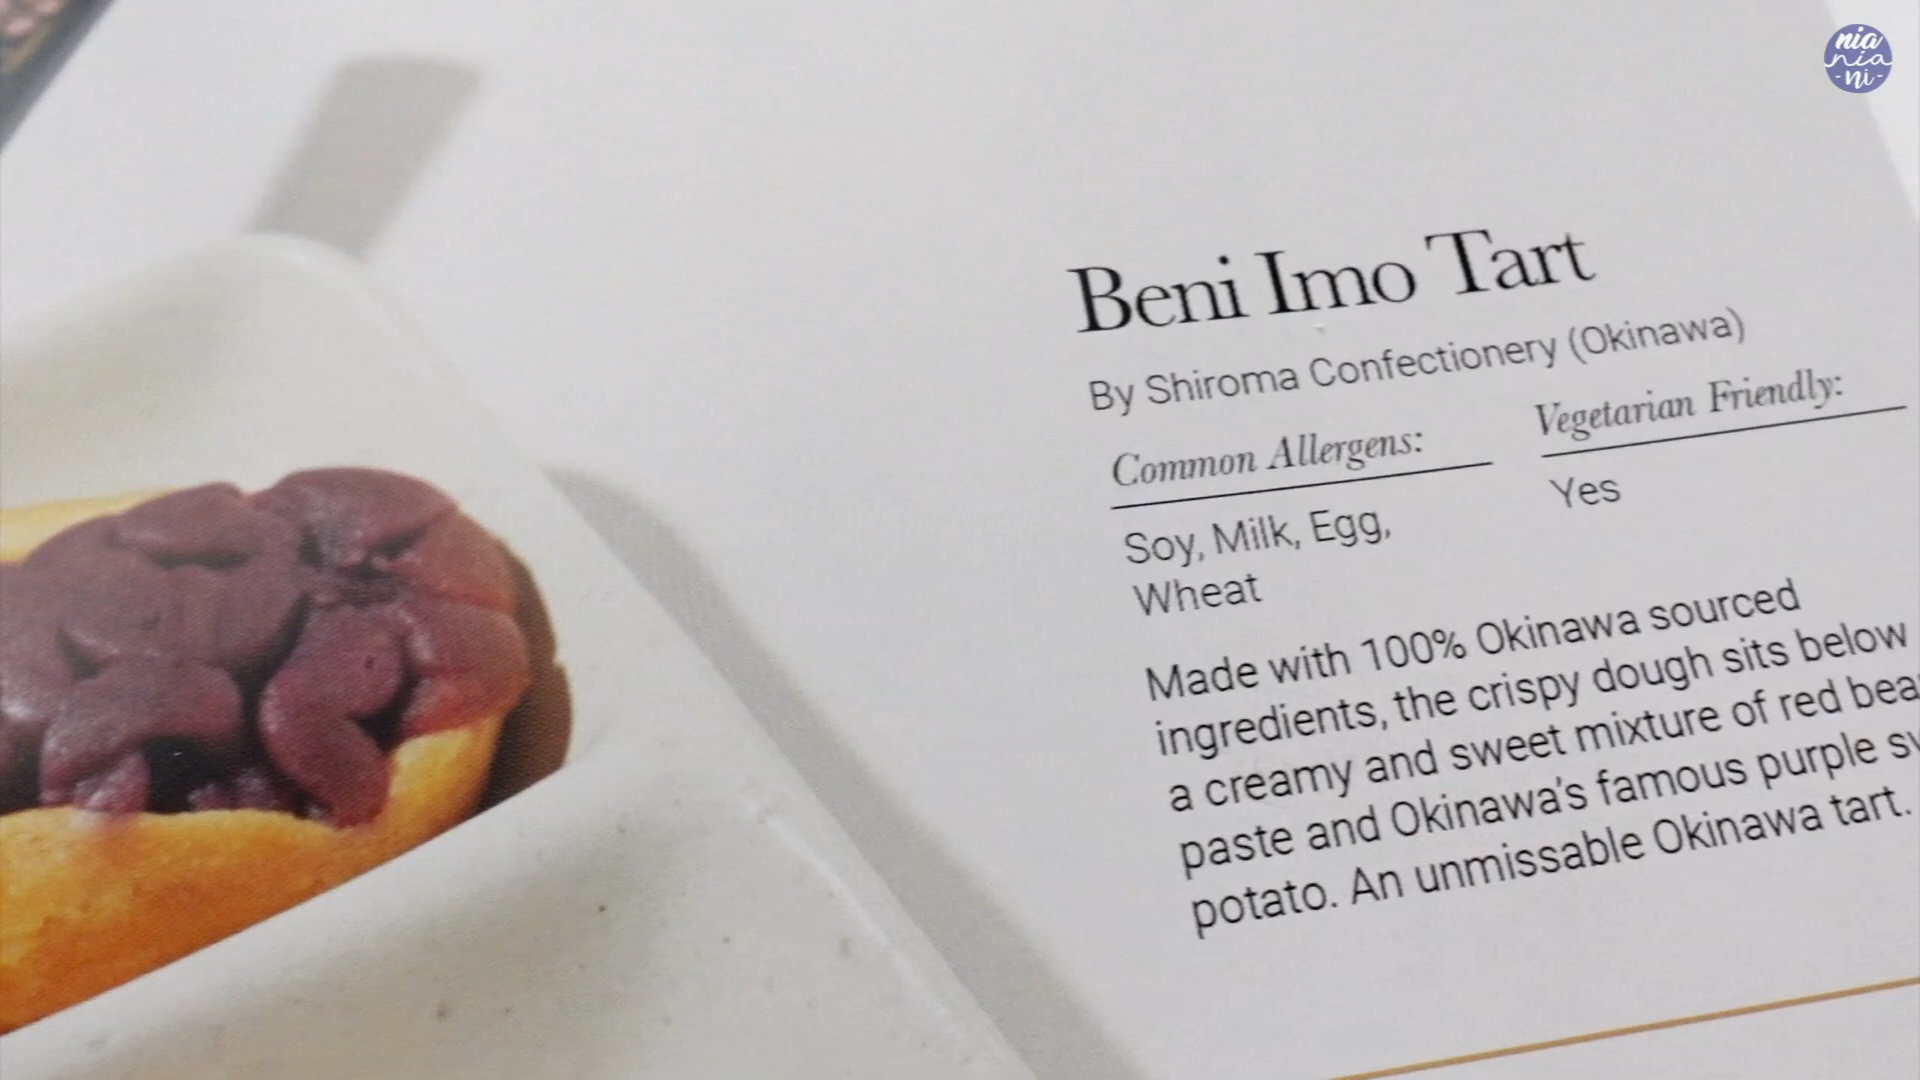 nia
nia
-ni-
Beni Imo Tart
By Shiroma Confectionery (Okinawa)
Common Allergens:
Vegetarian Friendly:
Soy, Milk, Egg,
Wheat
Yes
Made with 100% Okinawa sourced
ingredients, the crispy dough sits below
a creamy and sweet mixture of red
paste and Okinawa's famous purple
potato. An unmissable Okinawa tart.